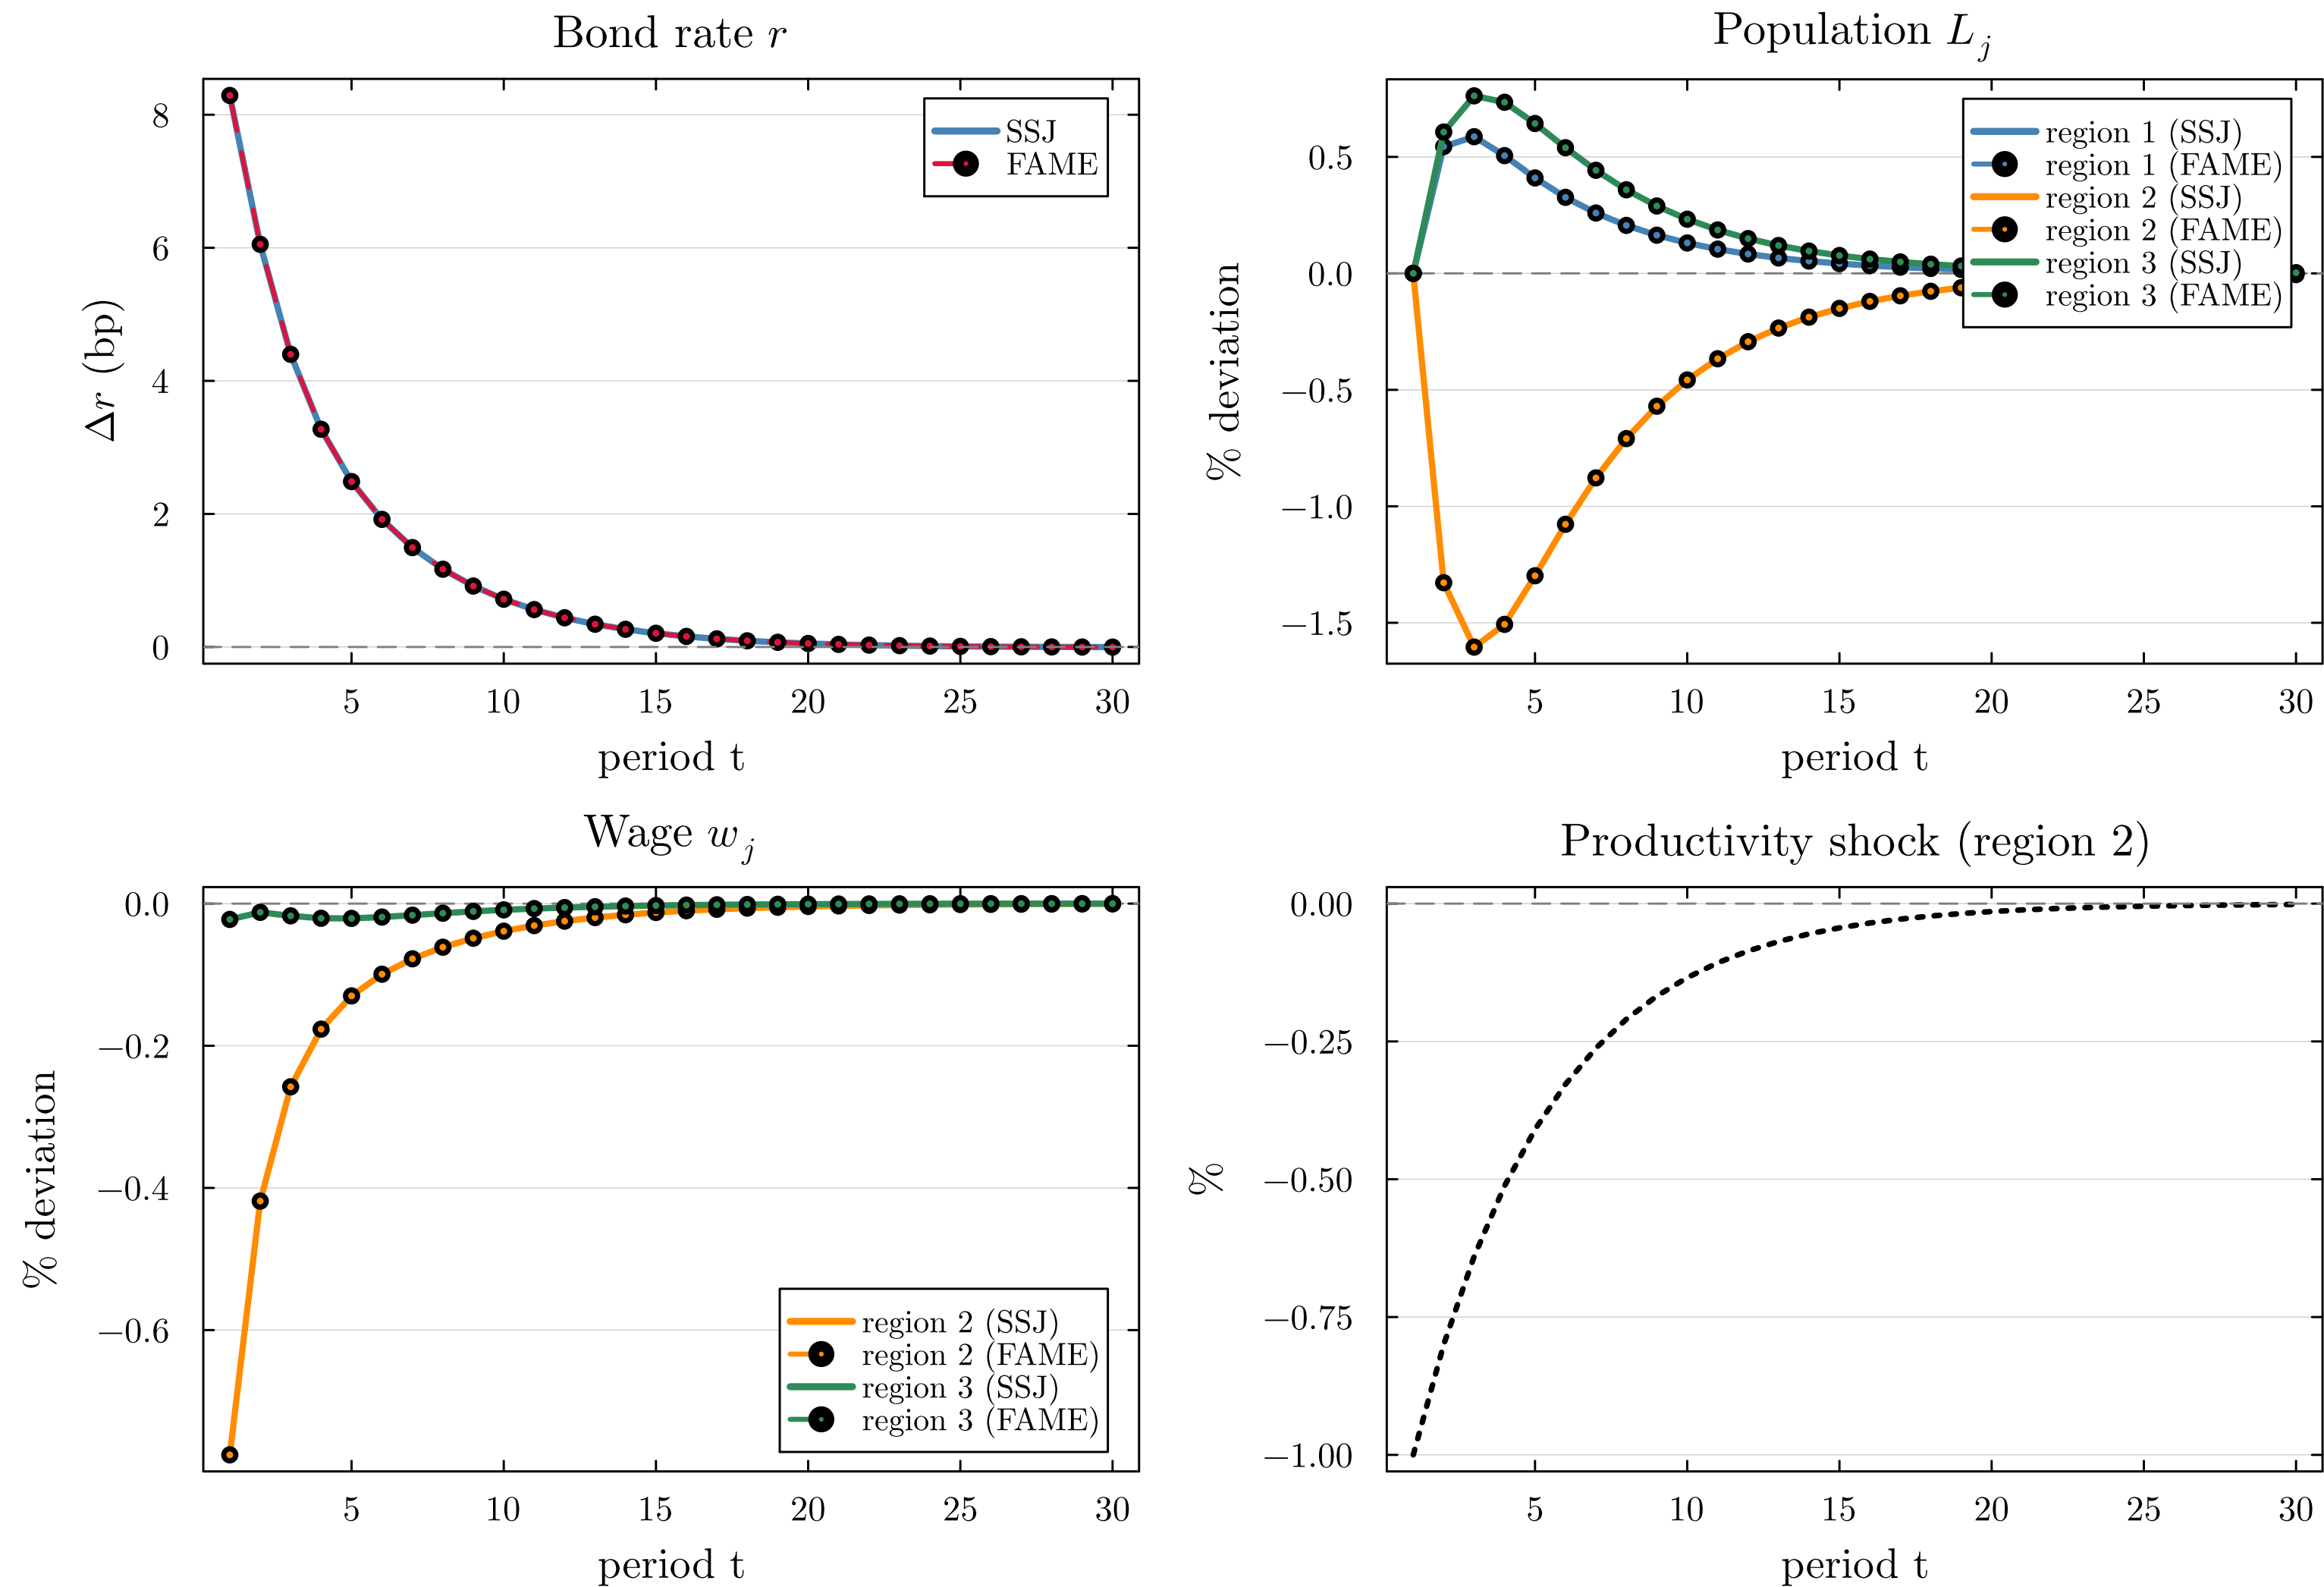 Bond rate r
Δr (bp)
8
6
4
2
0
SSJ
FAME
5 10 15 20 25 30
period t
Population L_j
% deviation
0.5
0.0
−0.5
−1.0
−1.5
region 1 (SSJ)
region 1 (FAME)
region 2 (SSJ)
region 2 (FAME)
region 3 (SSJ)
region 3 (FAME)
5 10 15 20 25 30
period t
Wage w_j
% deviation
0.0
−0.2
−0.4
−0.6
region 2 (SSJ)
region 2 (FAME)
region 3 (SSJ)
region 3 (FAME)
5 10 15 20 25 30
period t
Productivity shock (region 2)
%
0.00
−0.25
−0.50
−0.75
−1.00
5 10 15 20 25 30
period t